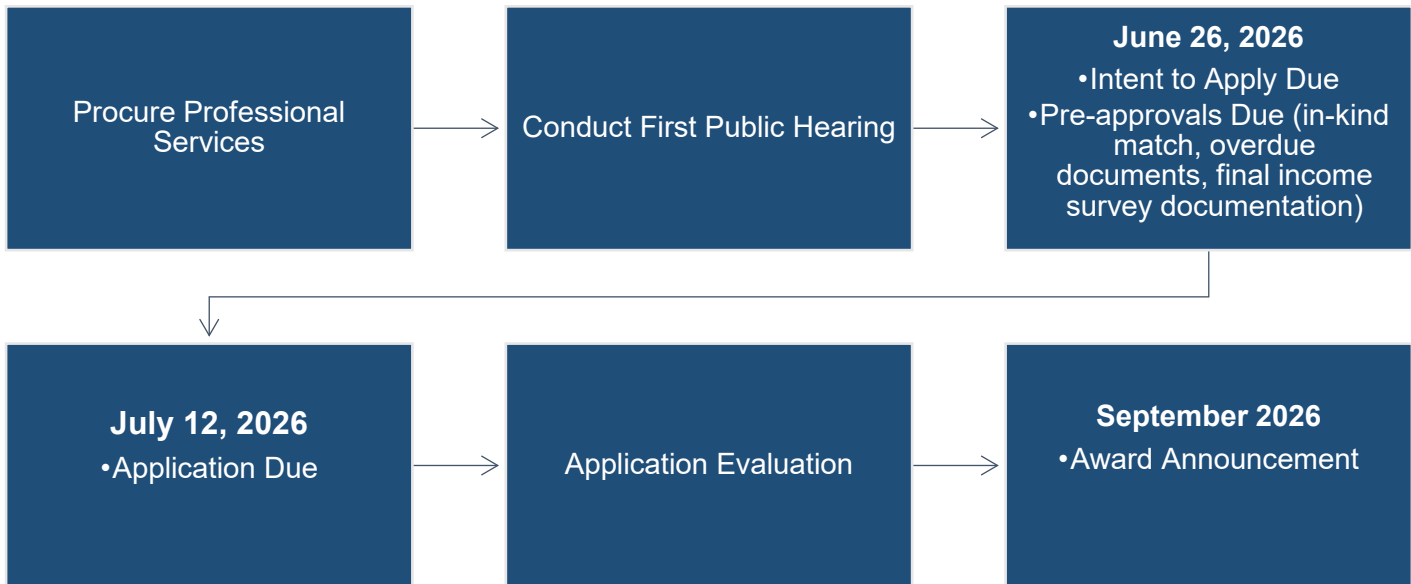 Procure Professional
Services
Conduct First Public Hearing
June 26, 2026
•Intent to Apply Due
•Pre-approvals Due (in-kind
match, overdue
documents, final income
survey documentation)
July 12, 2026
•Application Due
Application Evaluation
September 2026
•Award Announcement